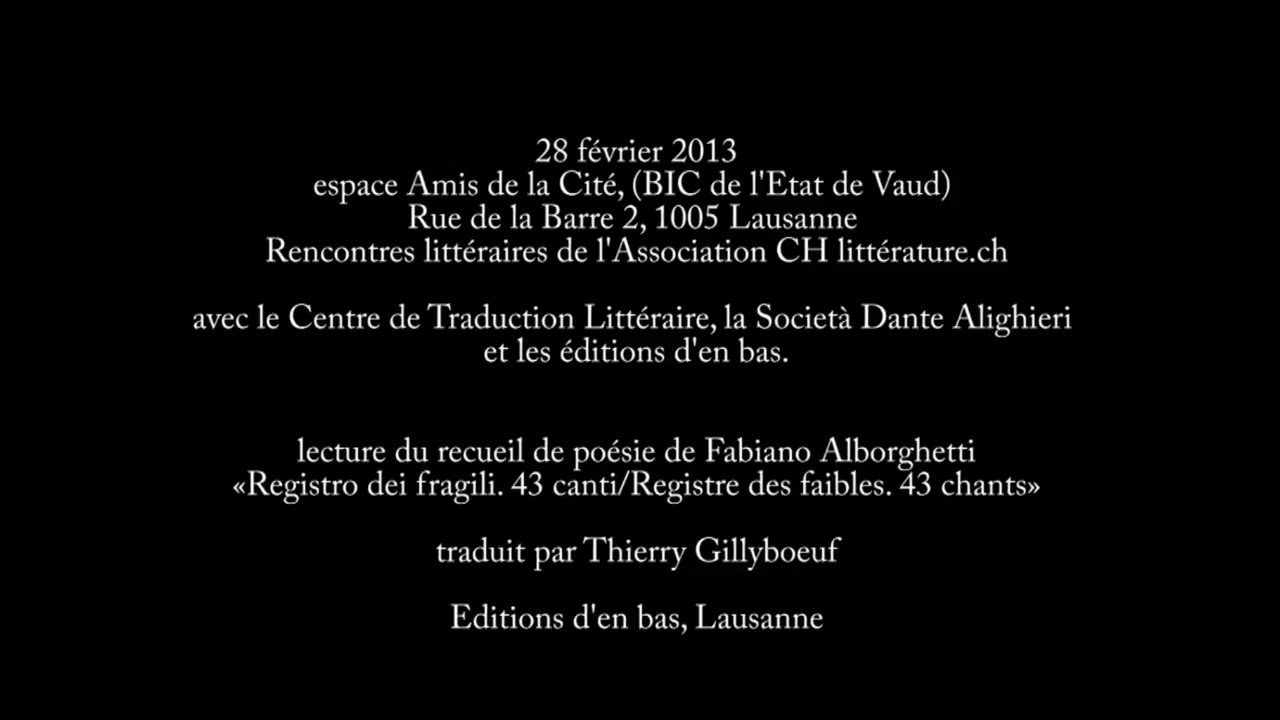 28 février 2013
espace Amis de la Cité, (BIC de l'Etat de Vaud)
Rue de la Barre 2, 1005 Lausanne
Rencontres littéraires de l'Association CH littérature.ch
avec le Centre de Traduction Littéraire, la Società Dante Alighieri
et les éditions d'en bas.
lecture du recueil de poésie de Fabiano Alborghetti
«Registro dei fragili. 43 canti/Registre des faibles. 43 chants»
traduit par Thierry Gillyboeuf
Editions d'en bas, Lausanne